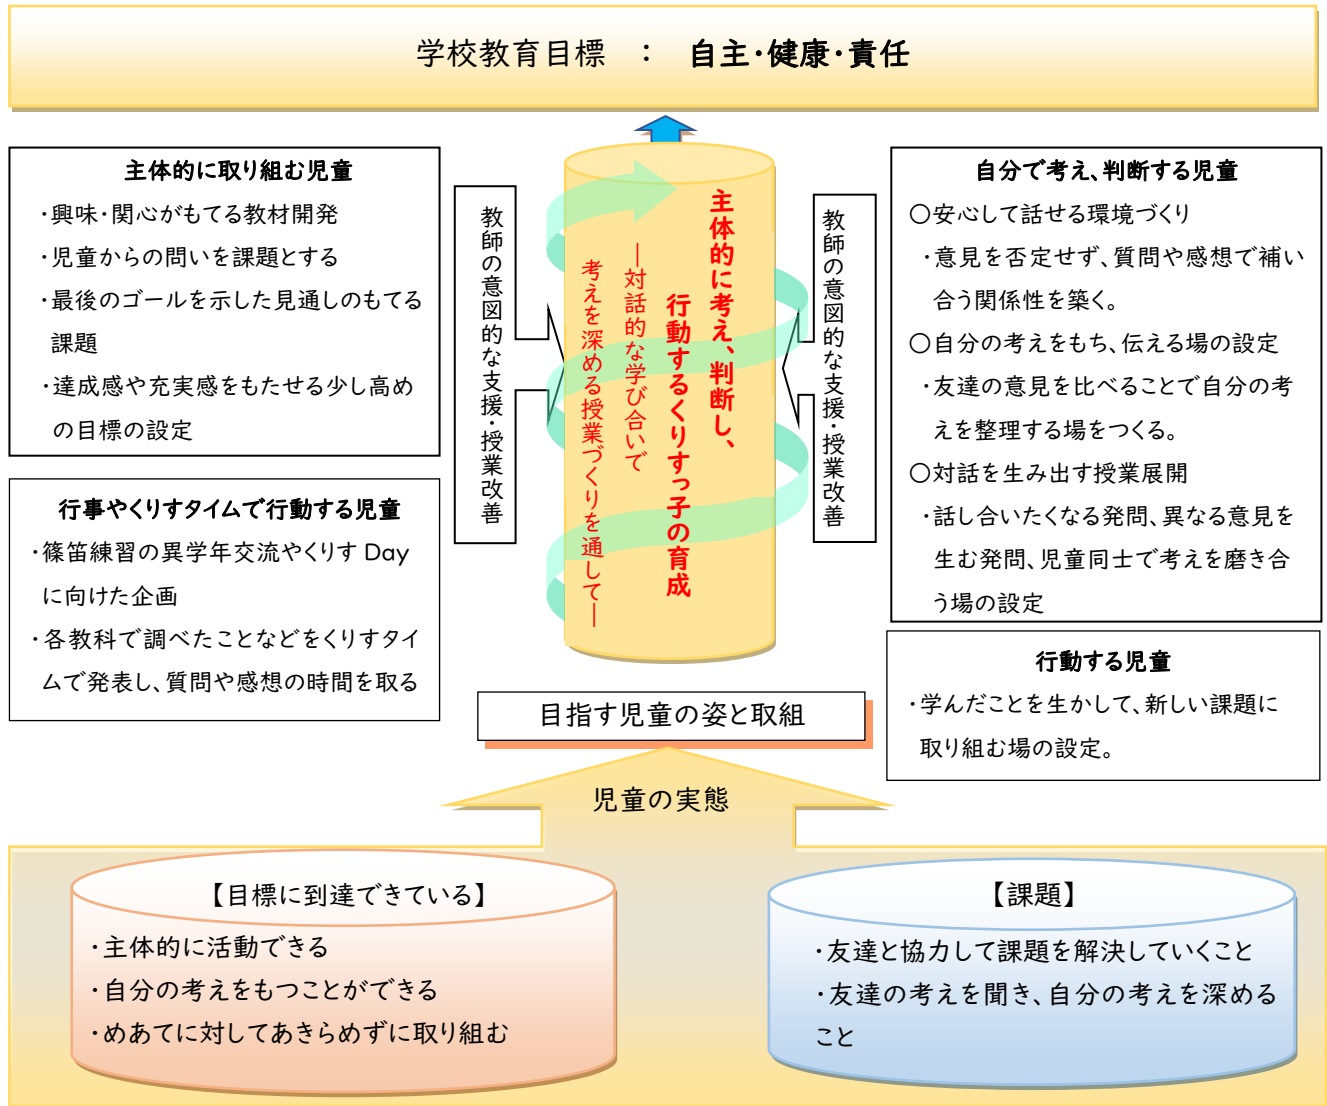 学校教育目標　：　自主・健康・責任
主体的に取り組む児童
・興味・関心がもてる教材開発
・児童からの問いを課題とする
・最後のゴールを示した見通しのもてる
課題
・達成感や充実感をもたせる少し高め
の目標の設定
行事やくりすタイムで行動する児童
・篠笛練習の異学年交流やくりす Day
に向けた企画
・各教科で調べたことなどをくりすタイ
ムで発表し、質問や感想の時間を取る
教師の意図的な支援・授業改善
主体的に考え、判断し、
行動するくりすっ子の育成
―対話的な学び合いで
考えを深める授業づくりを通して―
教師の意図的な支援・授業改善
自分で考え、判断する児童
〇安心して話せる環境づくり
・意見を否定せず、質問や感想で補い
合う関係性を築く。
〇自分の考えをもち、伝える場の設定
・友達の意見を比べることで自分の考
えを整理する場をつくる。
〇対話を生み出す授業展開
・話し合いたくなる発問、異なる意見を
生む発問、児童同士で考えを磨き合
う場の設定
行動する児童
・学んだことを生かして、新しい課題に
取り組む場の設定。
目指す児童の姿と取組
児童の実態
【目標に到達できている】
・主体的に活動できる
・自分の考えをもつことができる
・めあてに対してあきらめずに取り組む
【課題】
・友達と協力して課題を解決していくこと
・友達の考えを聞き、自分の考えを深める
こと